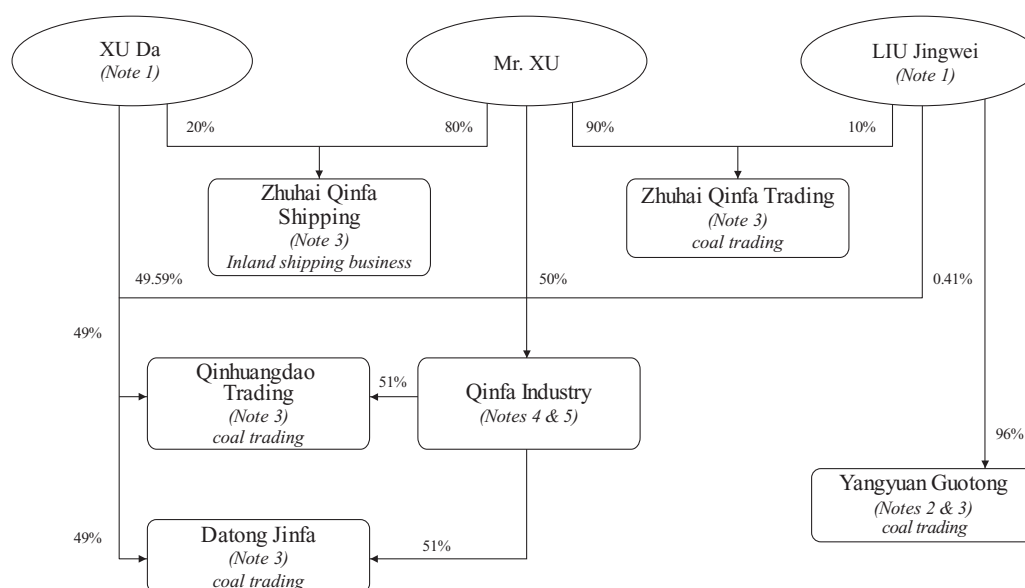 XU Da
(Note 1)
Mr. XU
LIU Jingwei
(Note 1)
20%
80%
90%
10%
Zhuhai Qinfa
Shipping
(Note 3)
Inland shipping business
Zhuhai Qinfa Trading
(Note 3)
coal trading
49.59%
50%
0.41%
49%
Qinhuangdao
Trading
(Note 3)
coal trading
51%
Qinfa Industry
(Notes 4 & 5)
96%
Yangyuan Guotong
(Notes 2 & 3)
coal trading
49%
Datong Jinfa
(Note 3)
coal trading
51%